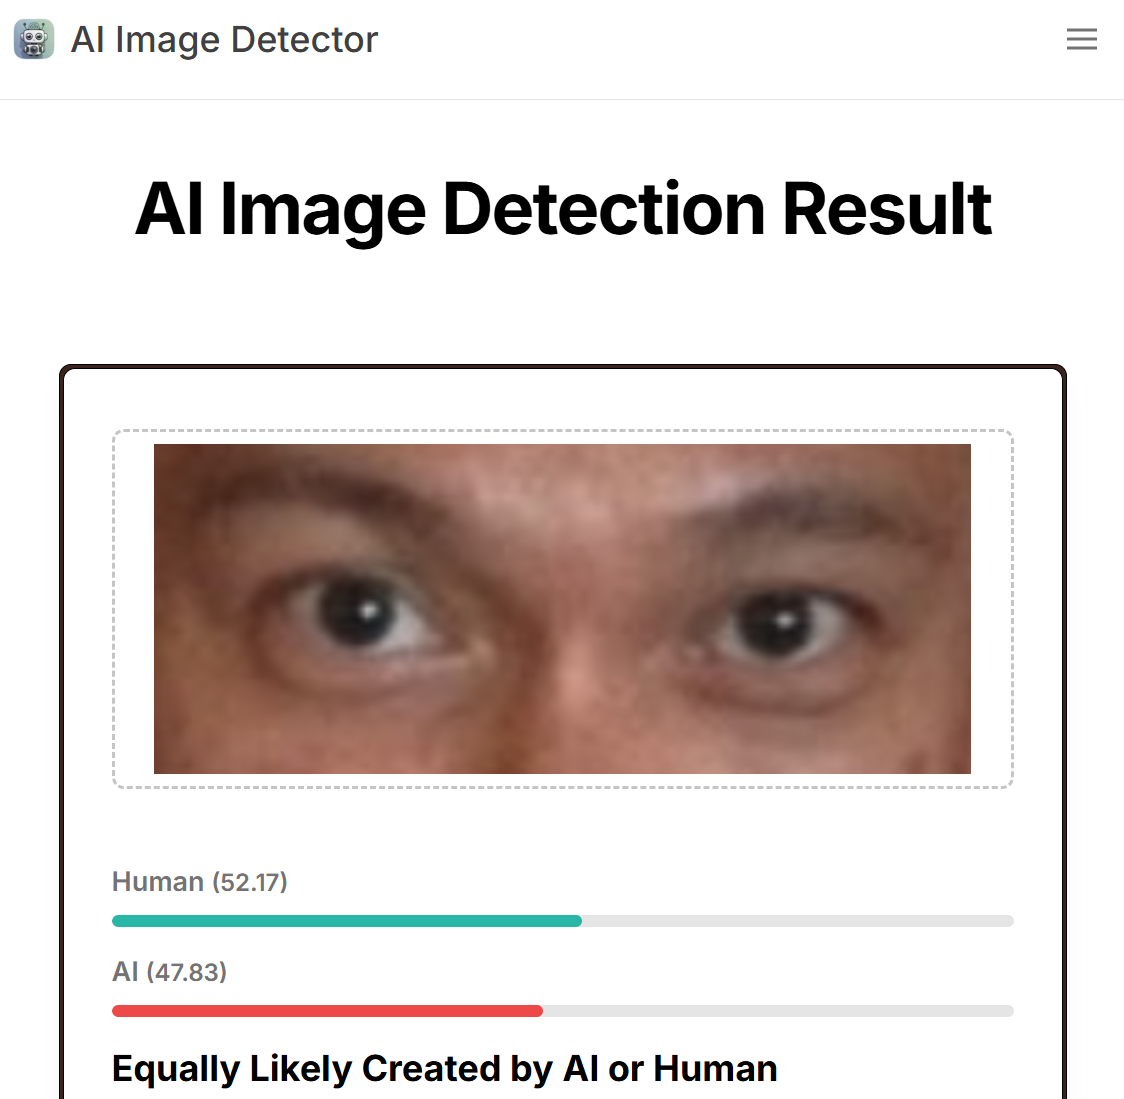 AI Image Detector
AI Image Detection Result
Human (52.17)
AI (47.83)
Equally Likely Created by AI or Human